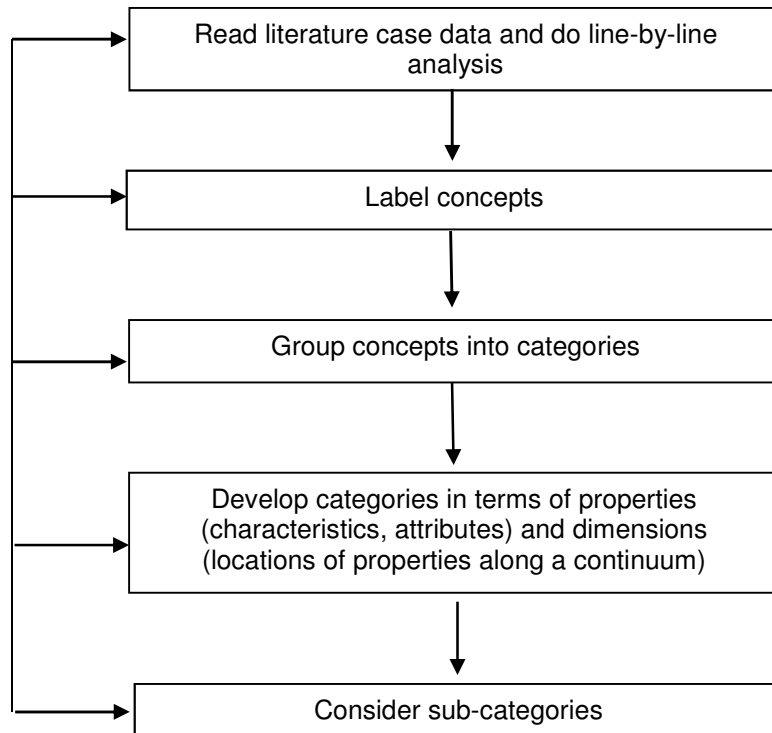 Read literature case data and do line-by-line
analysis
Label concepts
Group concepts into categories
Develop categories in terms of properties
(characteristics, attributes) and dimensions
(locations of properties along a continuum)
Consider sub-categories